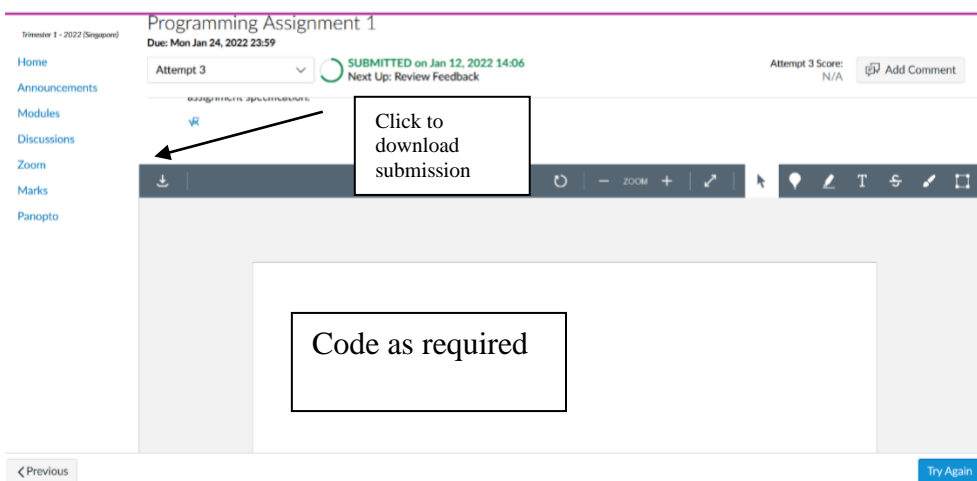 Programming Assignment 1
Trimester 1 - 2022 (Singapore)
Due: Mon Jan 24, 2022 23:59
Home
Announcements
Modules
Discussions
Zoom
Marks
Panopto
Attempt 3
SUBMITTED on Jan 12, 2022 14:06
Next Up: Review Feedback
Attempt 3 Score:
N/A
Add Comment
assignment specification.
Click to
download
submission
ZOOM
T
S
Code as required
Previous
Try Again